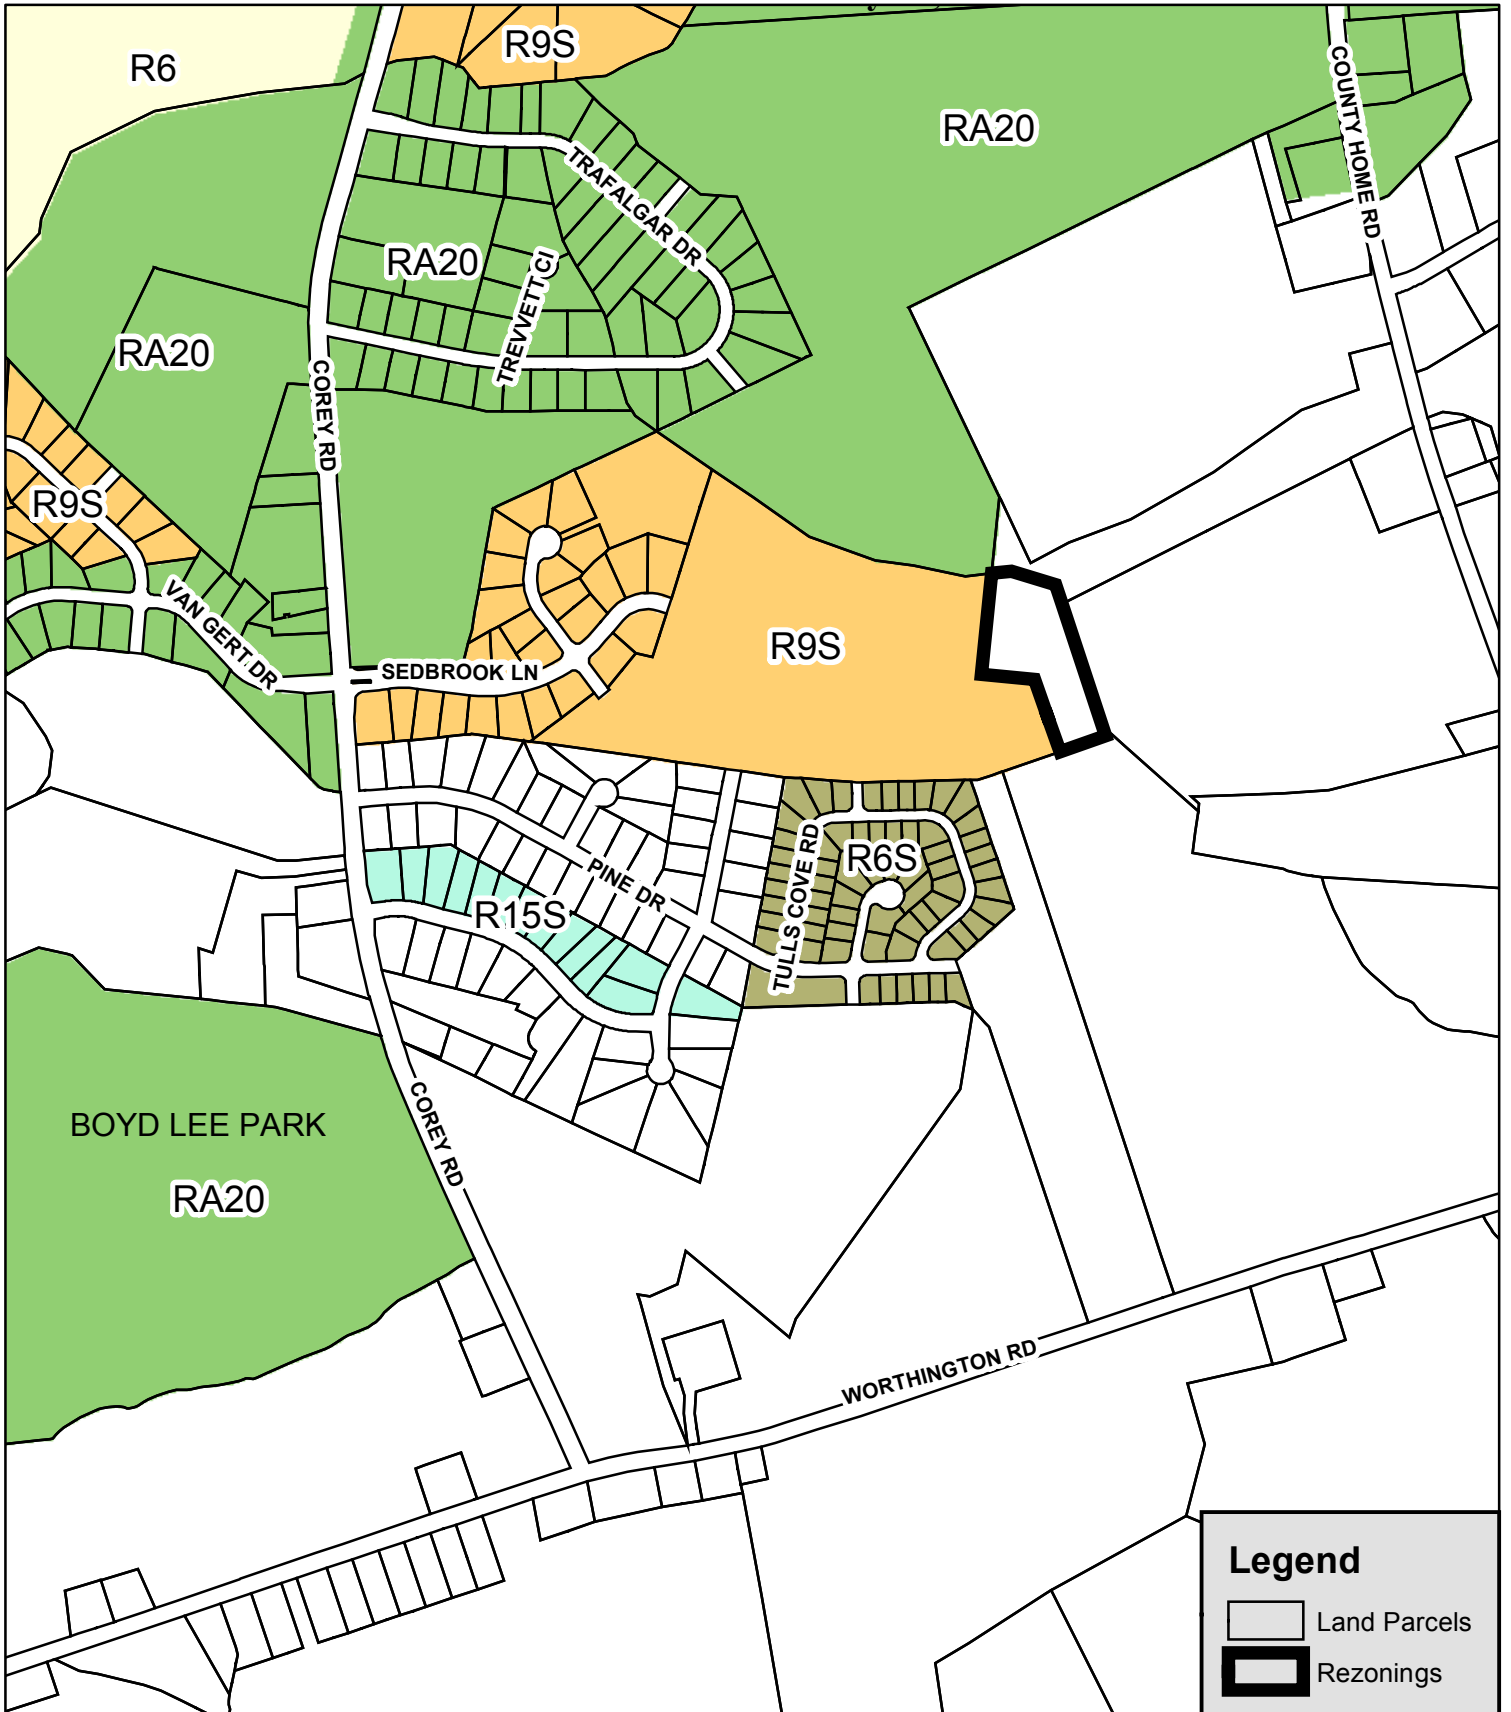 R9S
R6
COUNTY HOME RD
RA20
TRAFALGAR DR
RA20
TREVVETT CI
RA20
COREY RD
R9S
VAN GERT DR
R9S
SEDBROOK LN
TULLS COVE RD
R6S
PINE DR
R15S
COREY RD
BOYD LEE PARK
RA20
WORTHINGTON RD
Legend
Land Parcels
Rezonings